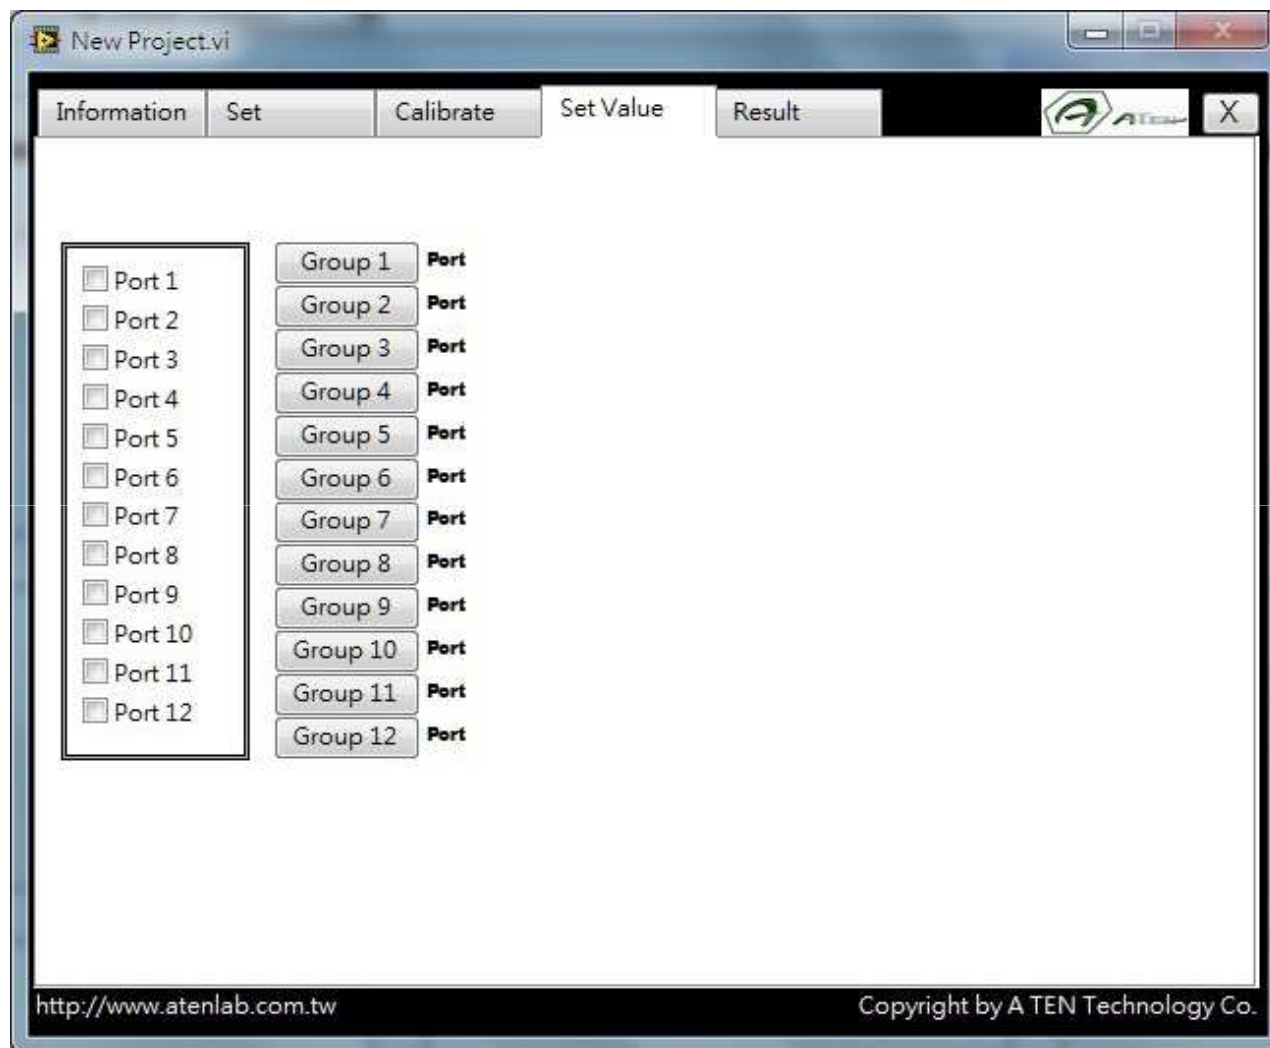 New Project.vi
Information Set Calibrate Set Value Result A ATEN X
Port 1
Port 2
Port 3
Port 4
Port 5
Port 6
Port 7
Port 8
Port 9
Port 10
Port 11
Port 12
Group 1 Port
Group 2 Port
Group 3 Port
Group 4 Port
Group 5 Port
Group 6 Port
Group 7 Port
Group 8 Port
Group 9 Port
Group 10 Port
Group 11 Port
Group 12 Port
http://www.atenlab.com.tw Copyright by A TEN Technology Co.